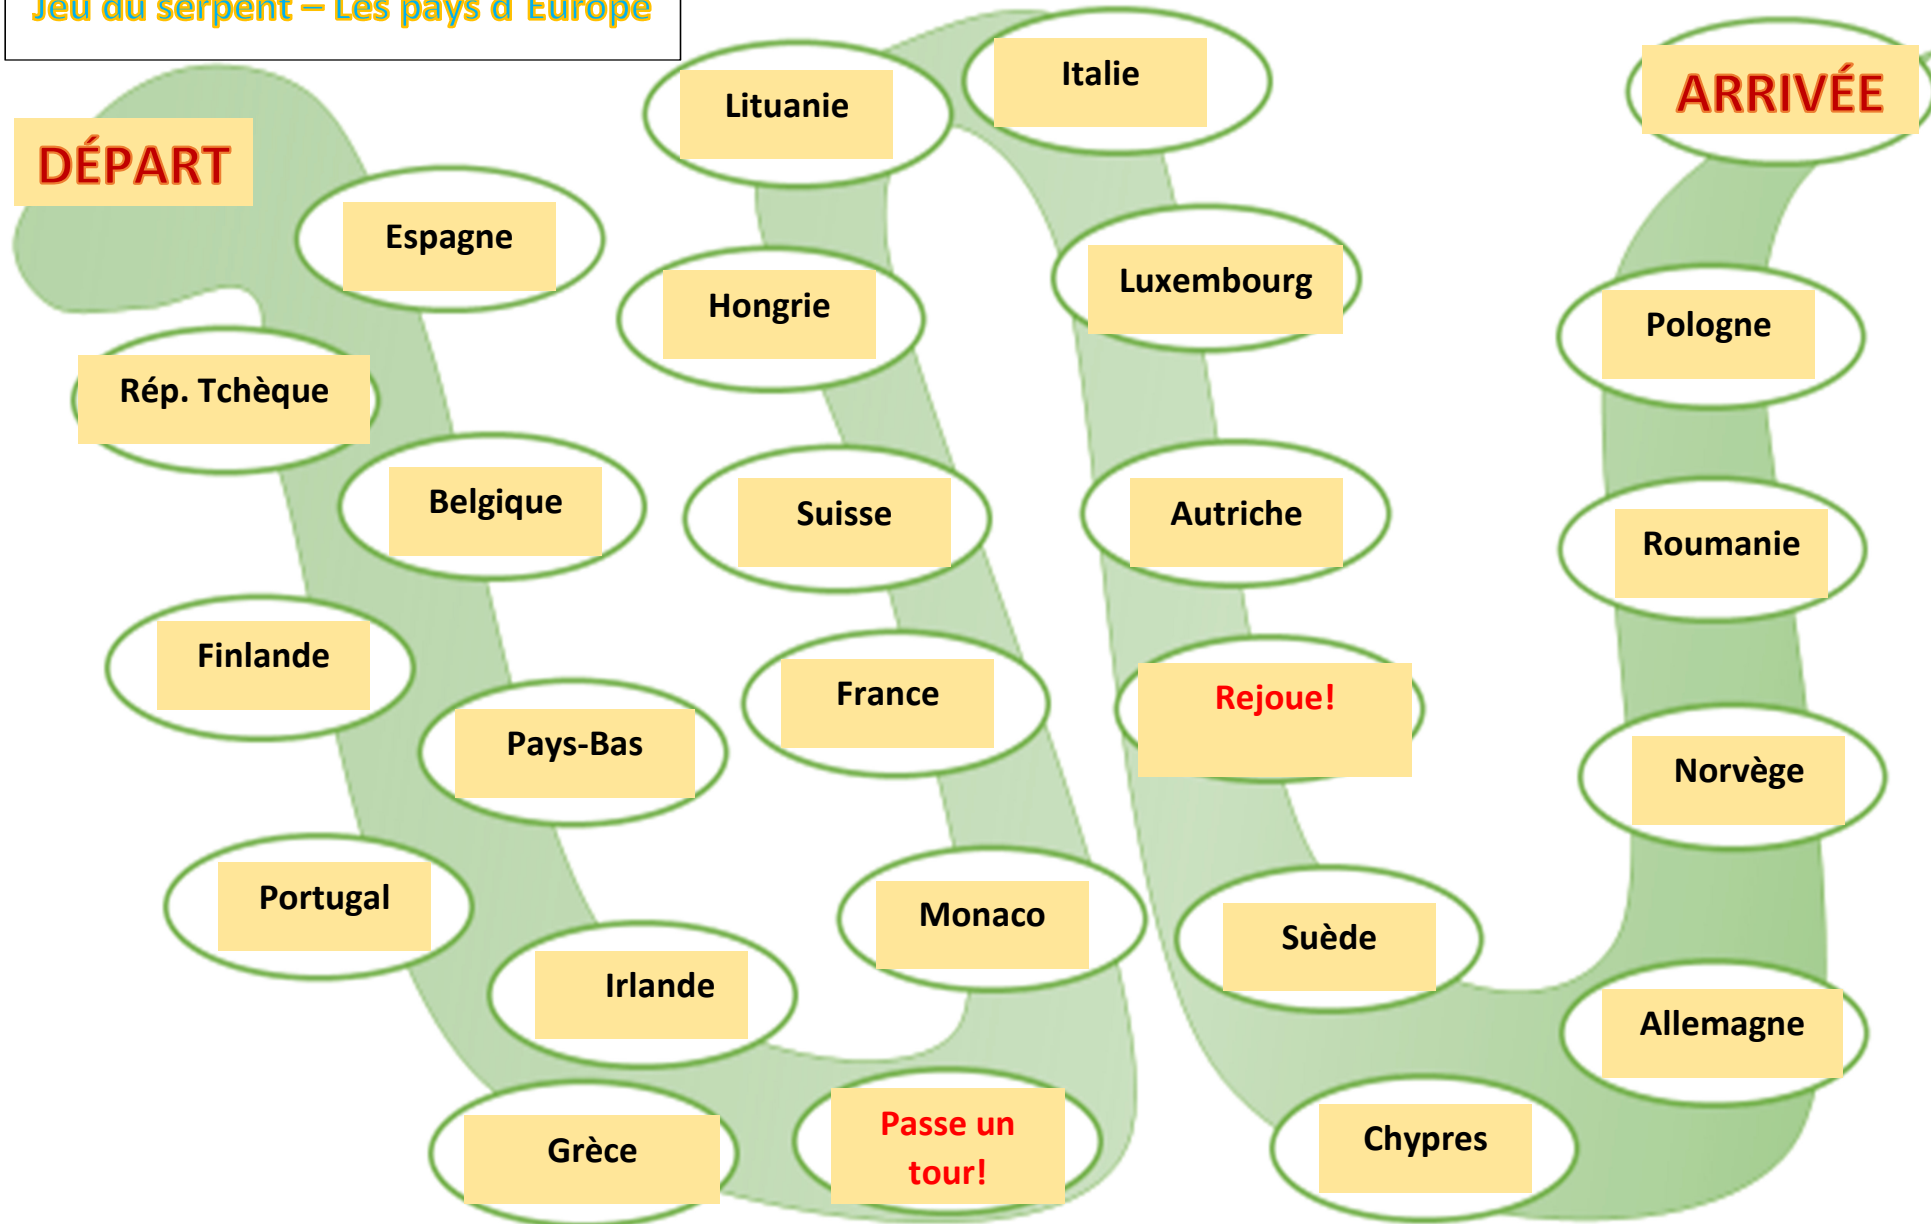 Jeu du serpent – Les pays d'Europe
DÉPART
Espagne
Rép. Tchèque
Belgique
Finlande
Pays-Bas
Portugal
Irlande
Grèce
Passe un
tour!
Monaco
France
Suisse
Hongrie
Lituanie
Italie
Luxembourg
Autriche
Rejoue!
Suède
Chypres
Allemagne
Norvège
Roumanie
Pologne
ARRIVÉE